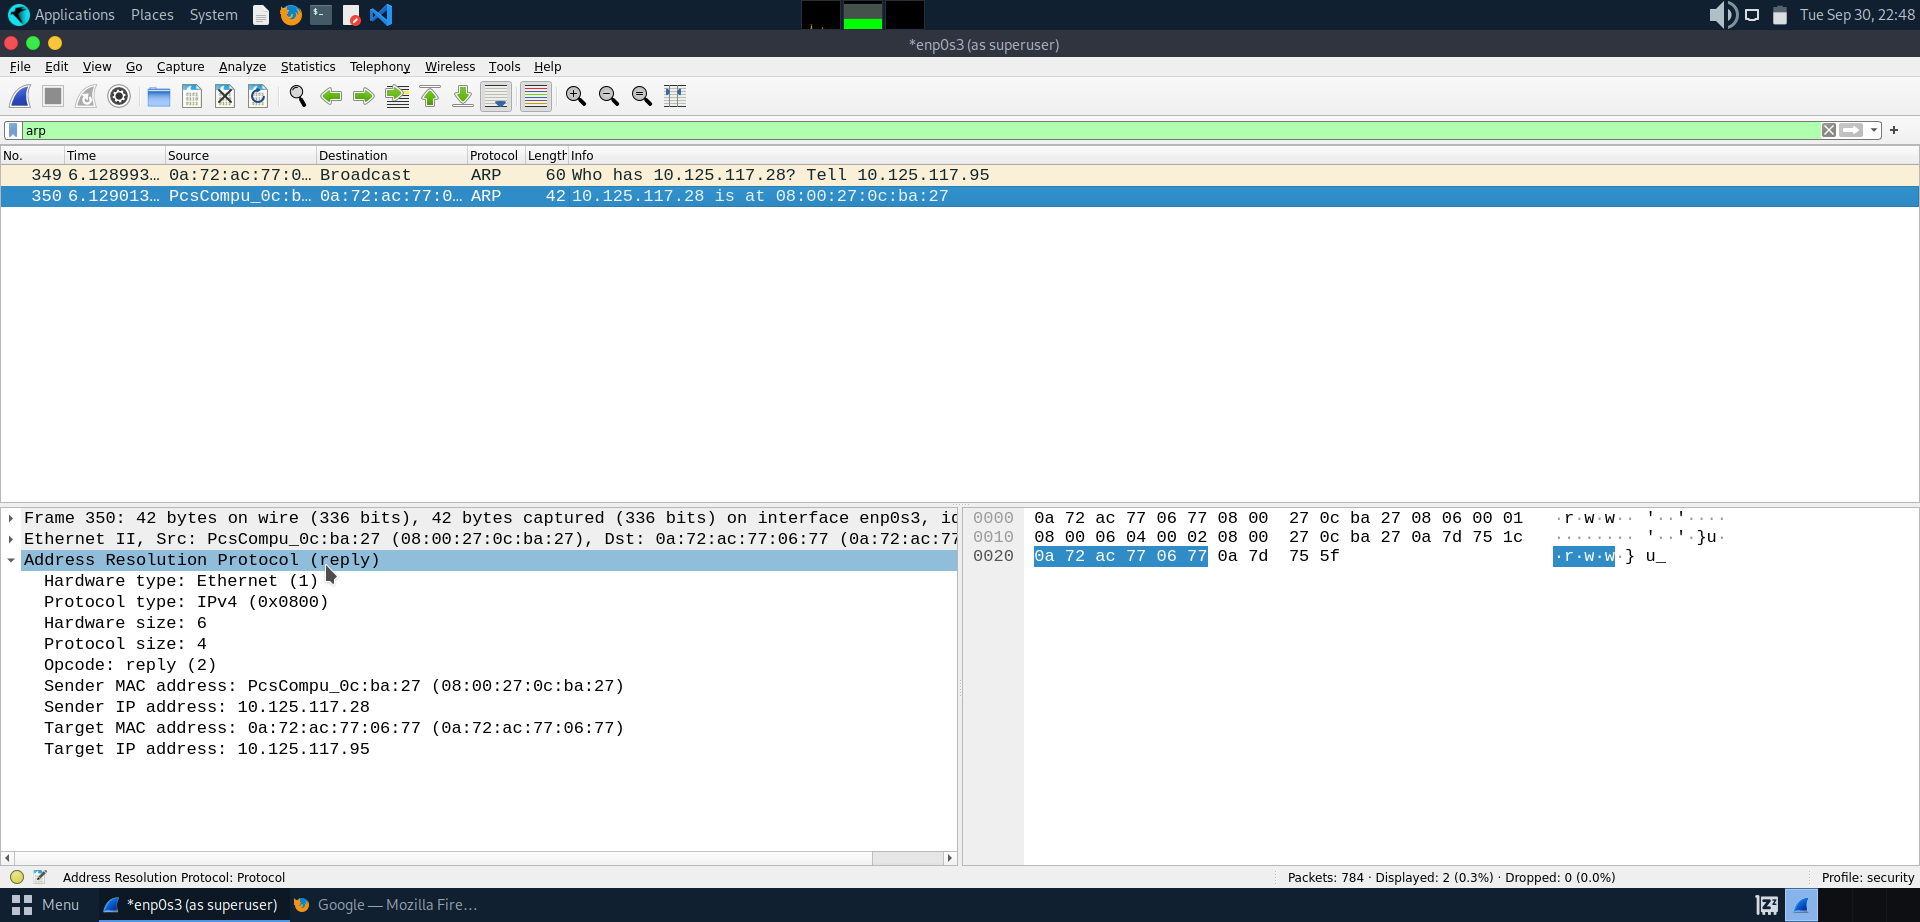 Applications Places System Tue Sep 30, 22:48
*enp0s3 (as superuser)
File Edit View Go Capture Analyze Statistics Telephony Wireless Tools Help
arp
No. Time Source Destination Protocol Length Info
349 6.128993… 0a:72:ac:77:0… Broadcast ARP 60 Who has 10.125.117.28? Tell 10.125.117.95
350 6.129013… PcsCompu_0c:b… 0a:72:ac:77:0… ARP 42 10.125.117.28 is at 08:00:27:0c:ba:27
Frame 350: 42 bytes on wire (336 bits), 42 bytes captured (336 bits) on interface enp0s3, ic
Ethernet II, Src: PcsCompu_0c:ba:27 (08:00:27:0c:ba:27), Dst: 0a:72:ac:77:06:77 (0a:72:ac:77
Address Resolution Protocol (reply)
Hardware type: Ethernet (1)
Protocol type: IPv4 (0x0800)
Hardware size: 6
Protocol size: 4
Opcode: reply (2)
Sender MAC address: PcsCompu_0c:ba:27 (08:00:27:0c:ba:27)
Sender IP address: 10.125.117.28
Target MAC address: 0a:72:ac:77:06:77 (0a:72:ac:77:06:77)
Target IP address: 10.125.117.95
0000 0a 72 ac 77 06 77 08 00 27 0c ba 27 08 06 00 01 ·r·w·w·· '··'····
0010 08 00 06 04 00 02 08 00 27 0c ba 27 0a 7d 75 1c ········ '··'·}u·
0020 0a 72 ac 77 06 77 0a 7d 75 5f ·r·w·w·} u_
Address Resolution Protocol: Protocol Packets: 784 · Displayed: 2 (0.3%) · Dropped: 0 (0.0%) Profile: security
Menu *enp0s3 (as superuser) Google — Mozilla Fire…